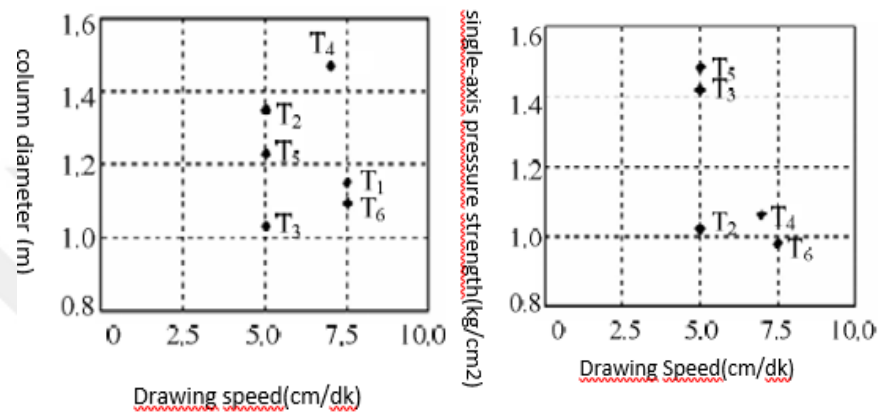 column diameter (m)
1.6
1.4
1.2
1.0
0.8
T4
T2
T5
T1
T6
T3
0 2,5 5,0 7,5 10,0
Drawing speed(cm/dk)
single-axis pressure strength(kg/cm2)
1.6
1.4
1.2
1.0
0.8
T5
T3
T2
T4
T6
0 2.5 5.0 7.5 10,0
Drawing Speed(cm/dk)